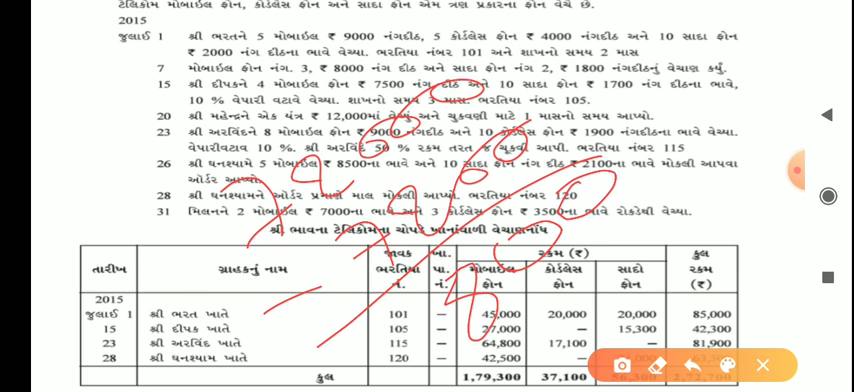 ટેલિકોમ મોબાઇલ ફોન, કોર્ડલેસ ફોન અને સાદા ફોન એમ ત્રણ પ્રકારના ફોન વેચે છે.
2015
જુલાઈ 1 શ્રી ભરતને 5 મોબાઈલ ₹ 9000 નંગદીઠ, 5 કોર્ડલેસ ફોન ₹ 4000 નંગદીઠ અને 10 સાદા ફોન
₹ 2000 નંગ દીઠના ભાવે વેચ્યા. ભરતિયા નંબર 101 અને શાખનો સમય 2 માસ
7 મોબાઈલ ફોન નંગ. 3, ₹ 8000 નંગ દીઠ અને સાદા ફોન નંગ 2, ₹ 1800 નંગદીઠનું વેચાણ કર્યું.
15 શ્રી દીપકને 4 મોબાઈલ ફોન ₹ 7500 નંગ દીઠ અને 10 સાદા ફોન ₹ 1700 નંગ દીઠના ભાવે,
10 % વેપારી વટાવે વેચ્યા. શાખનો સમય 3 માસ. ભરતિયા નંબર 105.
20 શ્રી મહેન્દ્રને એક યંત્ર ₹ 12,000માં વેચ્યું અને ચુકવણી માટે 1 માસનો સમય આપ્યો.
23 શ્રી અરવિંદને 8 મોબાઈલ ફોન ₹ 9000 નંગદીઠ અને 10 કોર્ડલેસ ફોન ₹ 1900 નંગદીઠના ભાવે વેચ્યા.
વેપારીવટાવ 10 %. શ્રી અરવિંદે 50 % રકમ તરત જ ચૂકવી આપી. ભરતિયા નંબર 115
26 શ્રી ઘનશ્યામે 5 મોબાઈલ ₹ 8500ના ભાવે અને 10 સાદા ફોન નંગ દીઠ ₹ 2100ના ભાવે મોકલી આપવા
ઓર્ડર આપ્યો.
28 શ્રી ઘનશ્યામને ઓર્ડર પ્રમાણે માલ મોકલી આપ્યો. ભરતિયા નંબર 120
31 મિલનને 2 મોબાઈલ ₹ 7000ના ભાવે અને 3 કોર્ડલેસ ફોન ₹ 3500ના ભાવે રોકડેથી વેચ્યા.
શ્રી ભાવના ટેલિકોમના ચોપડે ખાનાંવાળી વેચાણનોંધ
તારીખ ગ્રાહકનું નામ જાવક ભરતિયા નં. ખા. પા. નં. રકમ (₹) કુલ રકમ (₹)
મોબાઈલ ફોન કોર્ડલેસ ફોન સાદો ફોન
2015
જુલાઈ 1 શ્રી ભરત ખાતે 101 – 45,000 20,000 20,000 85,000
15 શ્રી દીપક ખાતે 105 – 27,000 – 15,300 42,300
23 શ્રી અરવિંદ ખાતે 115 – 64,800 17,100 – 81,900
28 શ્રી ઘનશ્યામ ખાતે 120 – 42,500 –
કુલ 1,79,300 37,100